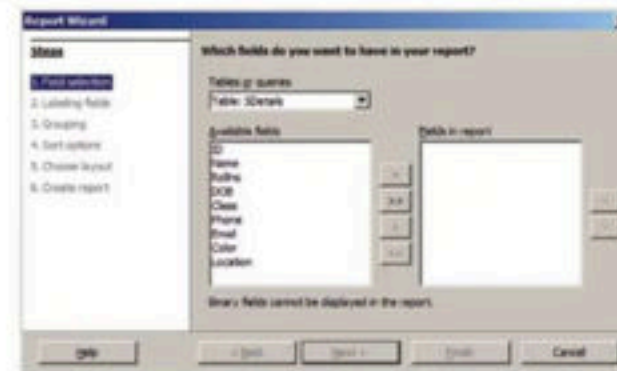 Report Wizard
Steps
1. Field selection
2. Labeling fields
3. Grouping
4. Sort options
5. Choose layout
6. Create report
Which fields do you want to have in your report?
Tables or queries
Table: SDetails
Available fields
ID
Name
Rollno
DOB
Class
Phone
Email
Color
Location
>
>>
<
<<
Fields in report
Binary fields cannot be displayed in the report.
Help
< Back
Next >
Finish
Cancel